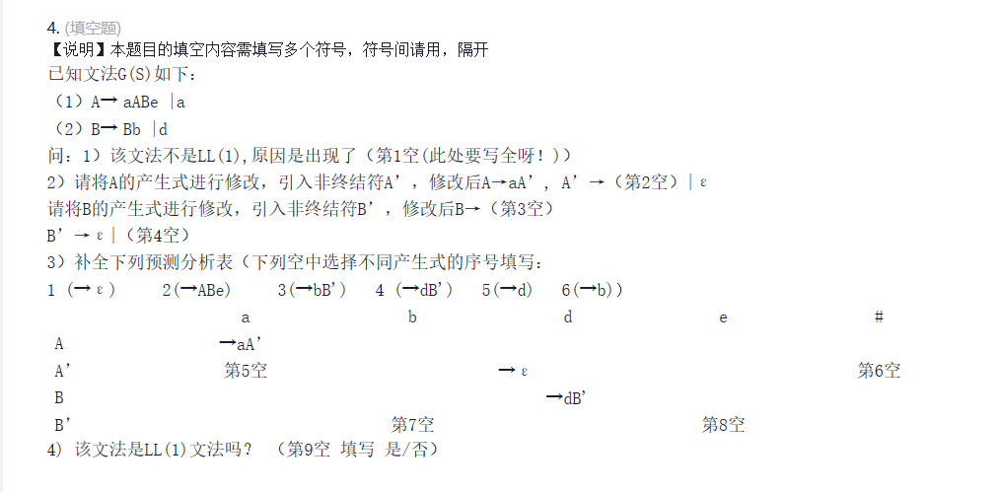 4. (填空题)
【说明】本题目的填空内容需填写多个符号，符号间请用，隔开
已知文法G(S)如下：
（1）A→ aABe |a
（2）B→ Bb |d
问：1）该文法不是LL(1),原因是出现了（第1空(此处要写全呀！)）
2）请将A的产生式进行修改，引入非终结符A’，修改后A→aA’, A’→（第2空）|ε
请将B的产生式进行修改，引入非终结符B’，修改后B→（第3空）
B’→ε|（第4空）
3）补全下列预测分析表（下列空中选择不同产生式的序号填写：
1 (→ε) 2(→ABe) 3(→bB') 4 (→dB') 5(→d) 6(→b)）
a b d e #
A →aA’
A’ 第5空 →ε 第6空
B →dB’
B’ 第7空 第8空
4) 该文法是LL(1)文法吗？ （第9空 填写 是/否）